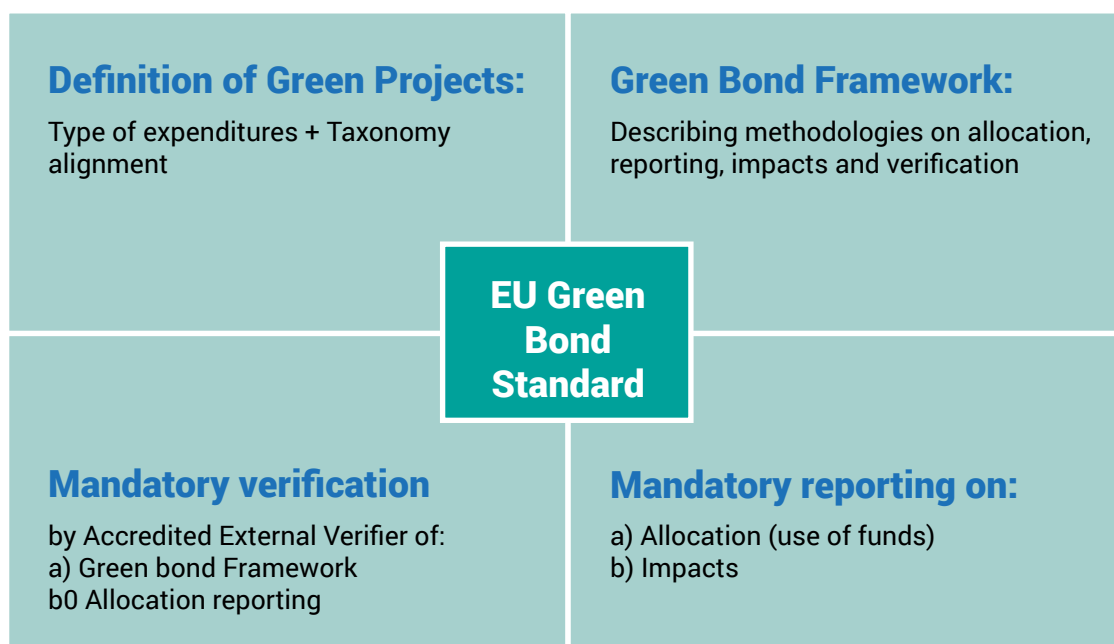 Definition of Green Projects:
Type of expenditures + Taxonomy
alignment
Green Bond Framework:
Describing methodologies on allocation,
reporting, impacts and verification
EU Green
Bond
Standard
Mandatory verification
by Accredited External Verifier of:
a) Green bond Framework
b0 Allocation reporting
Mandatory reporting on:
a) Allocation (use of funds)
b) Impacts